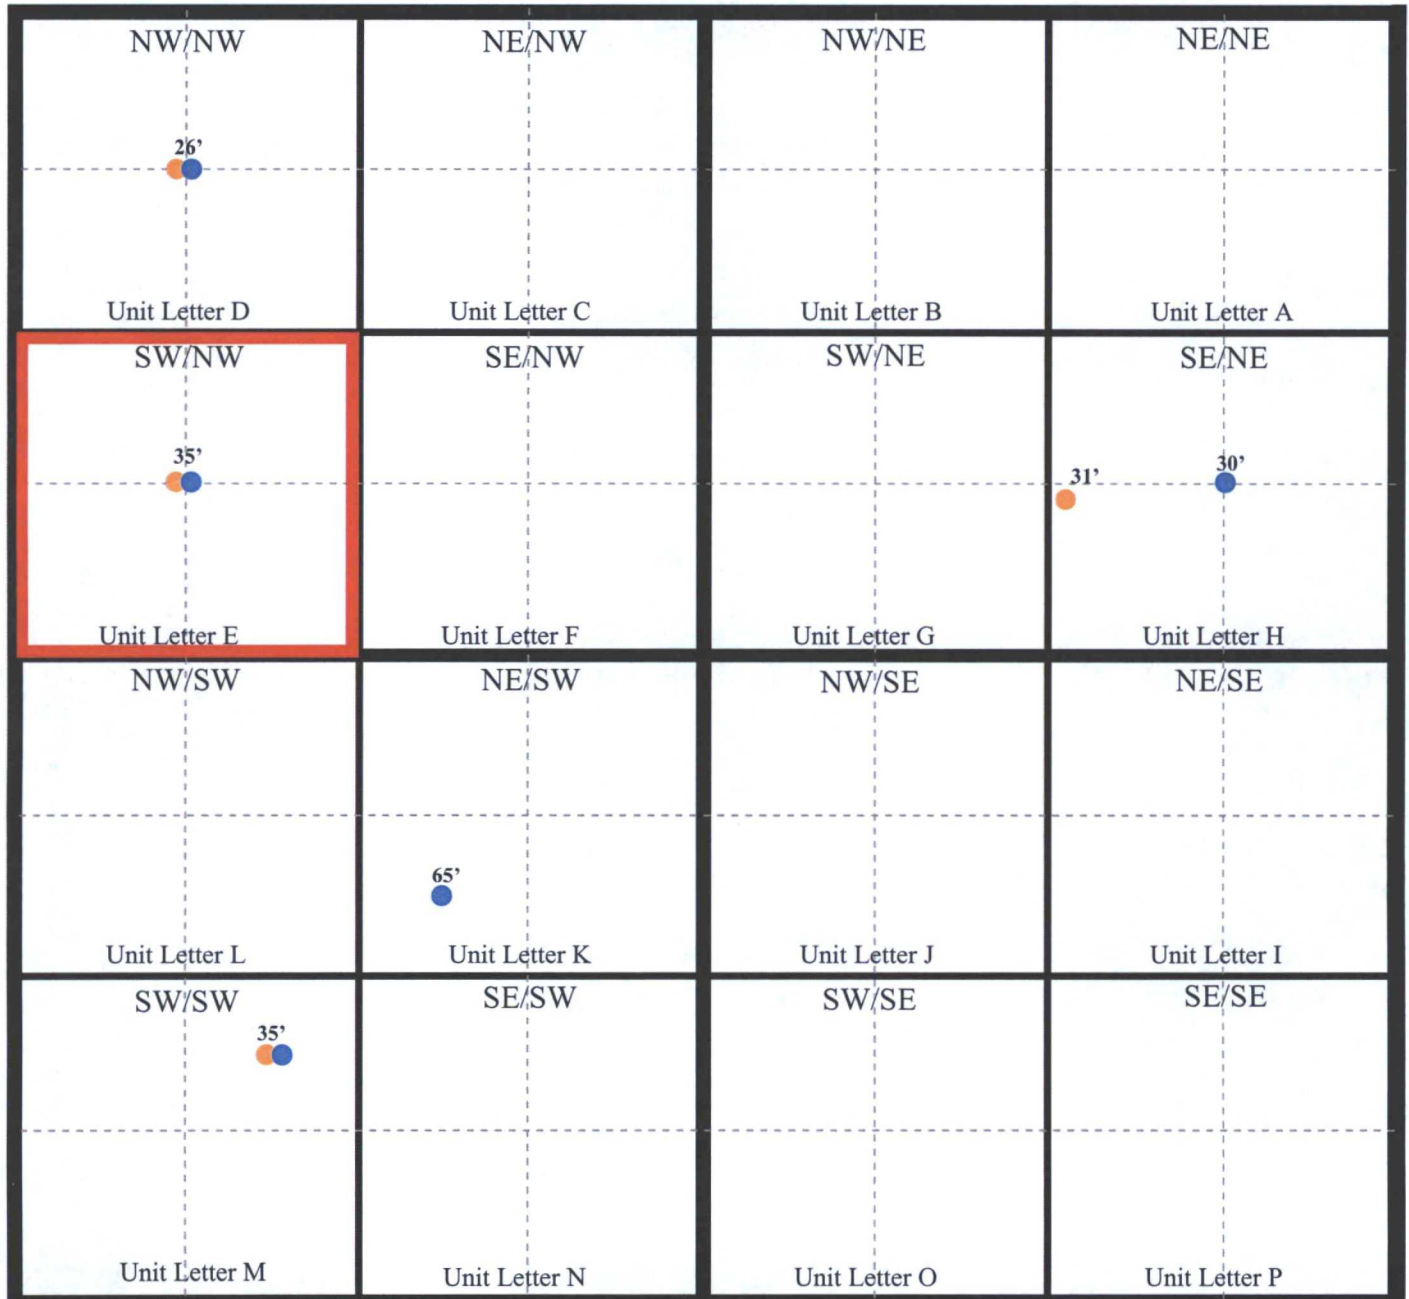 NW/NW
NE/NW
NW/NE
NE/NE
26’
Unit Letter D
Unit Letter C
Unit Letter B
Unit Letter A
SW/NW
SE/NW
SW/NE
SE/NE
35’
31’
30’
Unit Letter E
Unit Letter F
Unit Letter G
Unit Letter H
NW/SW
NE/SW
NW/SE
NE/SE
65’
Unit Letter L
Unit Letter K
Unit Letter J
Unit Letter I
SW/SW
SE/SW
SW/SE
SE/SE
35’
Unit Letter M
Unit Letter N
Unit Letter O
Unit Letter P